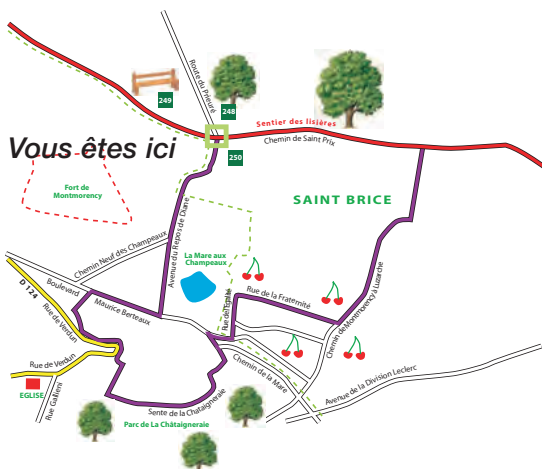 Route du Prieuré
249
248
Sentier des lisières
Chemin de Saint Prix
Vous êtes ici
250
Fort de
Montmorency
SAINT BRICE
Avenue du Repos de Diane
Chemin Neuf des Champeaux
La Mare aux
Champeaux
D 124
Boulevard
Maurice Berteaux
Rue de l'Egalité
Rue de la Fraternité
Chemin de Montmorency à Luzarche
Rue de Verdun
Rue de Verdun
Chemin de la Mare
Avenue de la Division Leclerc
EGLISE
Rue Gallieni
Sente de la Chataigneraie
Parc de La Châtaigneraie